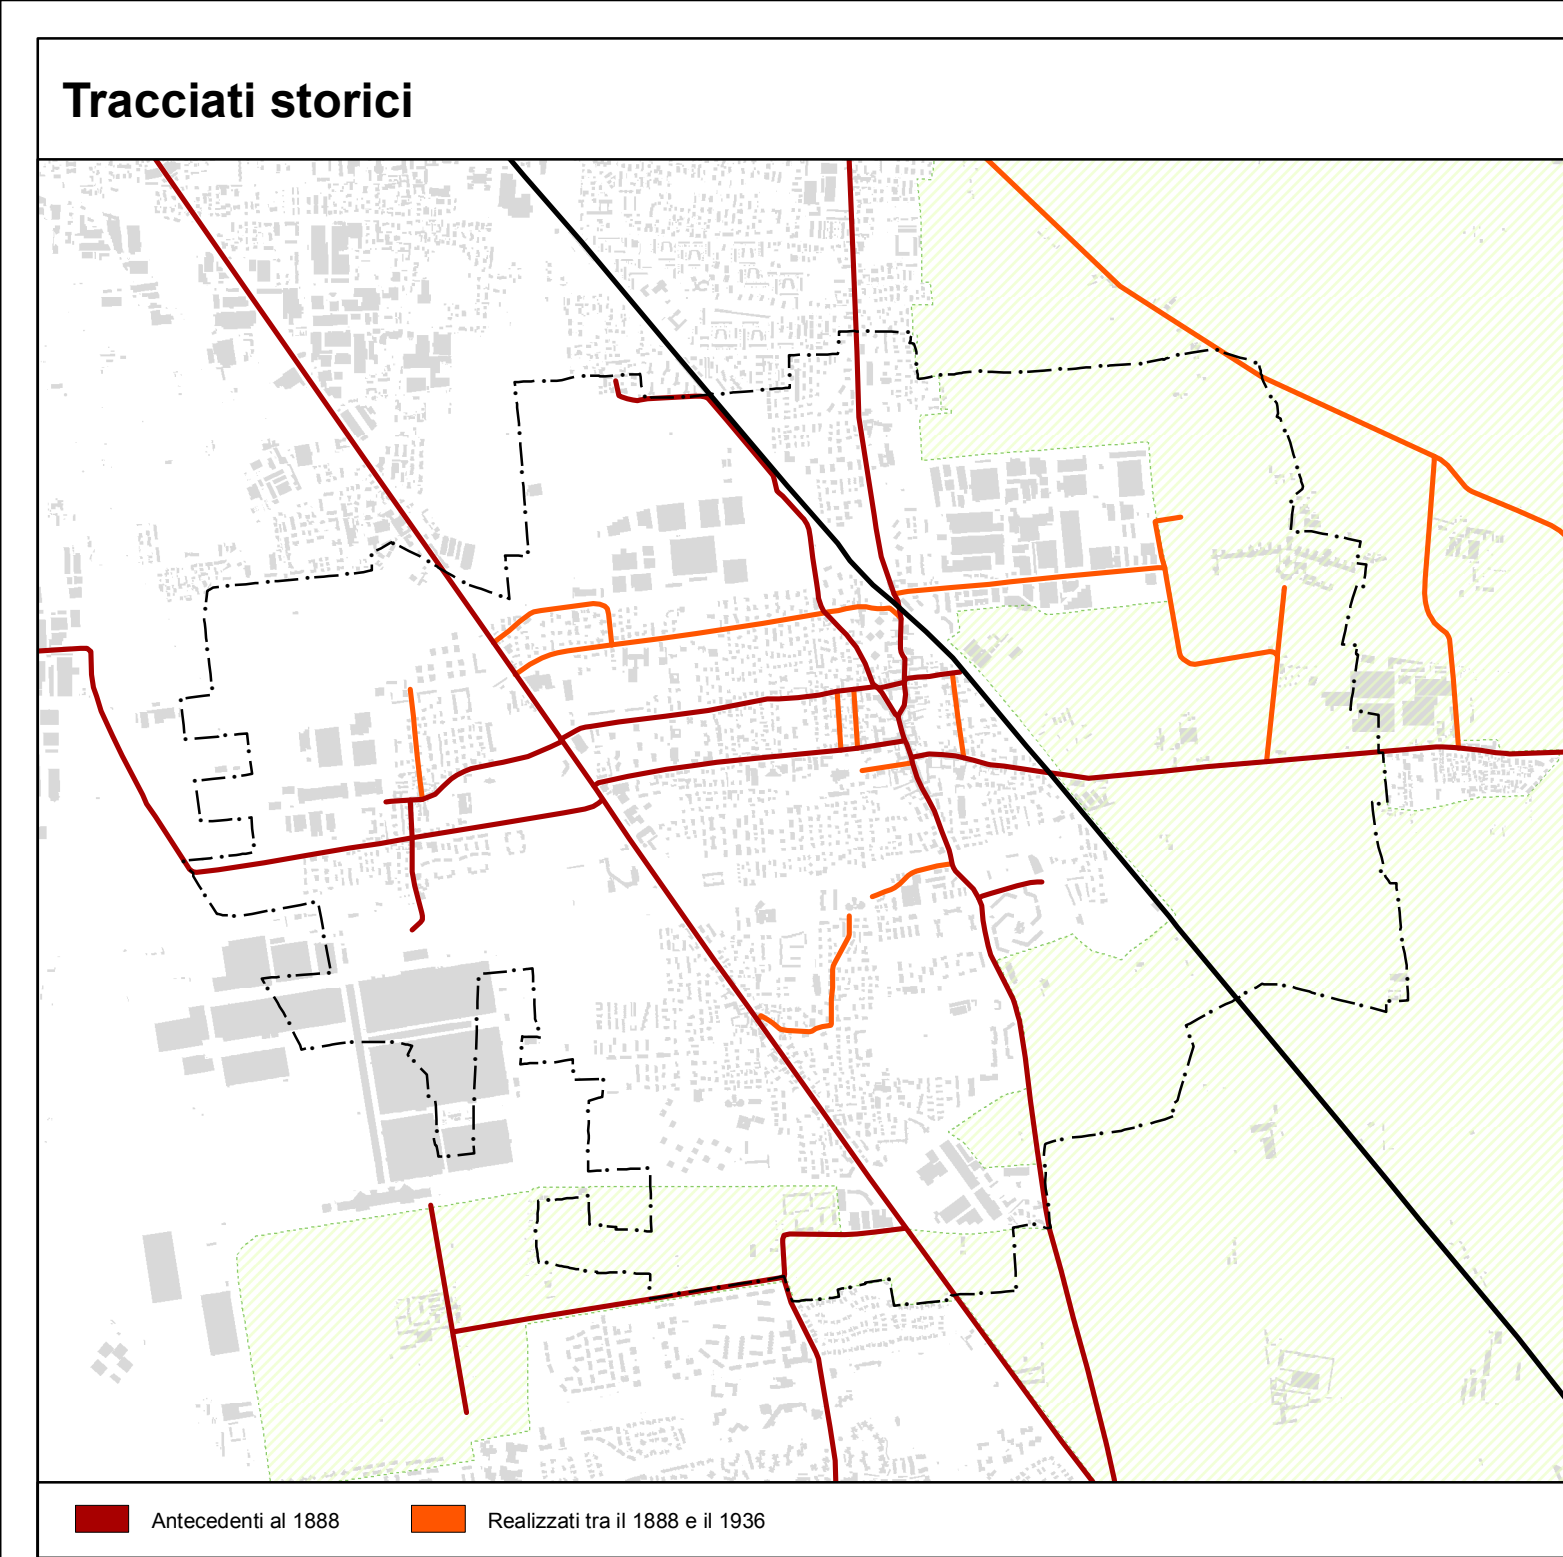 Tracciati storici
Antecedenti al 1888
Realizzati tra il 1888 e il 1936